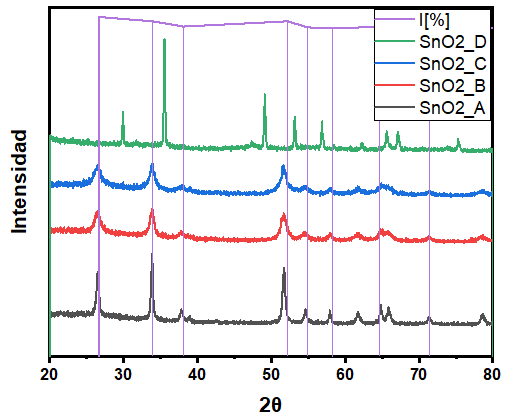 I[%]
SnO2_D
SnO2_C
SnO2_B
SnO2_A
Intensidad
20 30 40 50 60 70 80
2θ